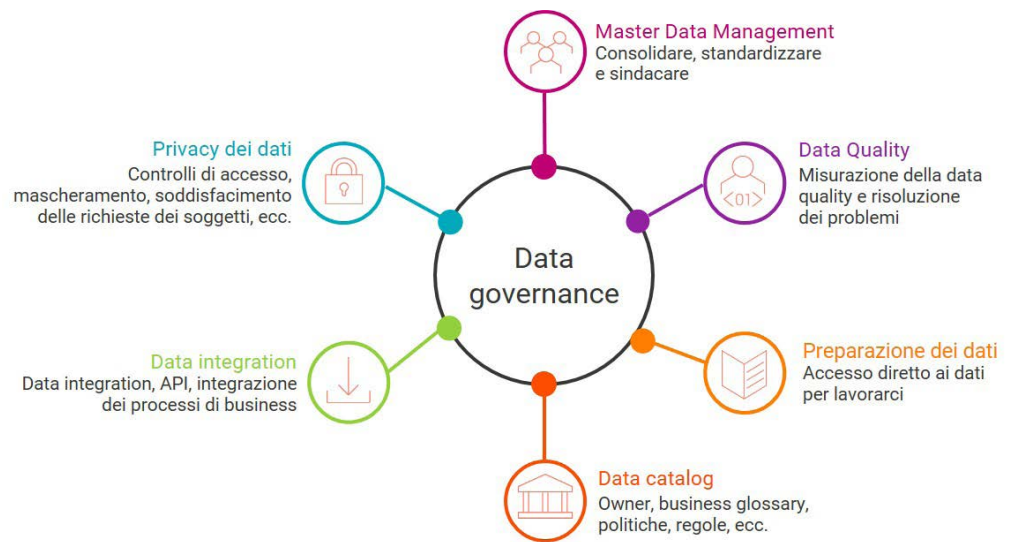 Master Data Management
Consolidare, standardizzare
e sindacare
Privacy dei dati
Controlli di accesso,
mascheramento, soddisfacimento
delle richieste dei soggetti, ecc.
Data Quality
Misurazione della data
quality e risoluzione
dei problemi
<01>
Data
governance
Data integration
Data integration, API, integrazione
dei processi di business
Preparazione dei dati
Accesso diretto ai dati
per lavorarci
Data catalog
Owner, business glossary,
politiche, regole, ecc.